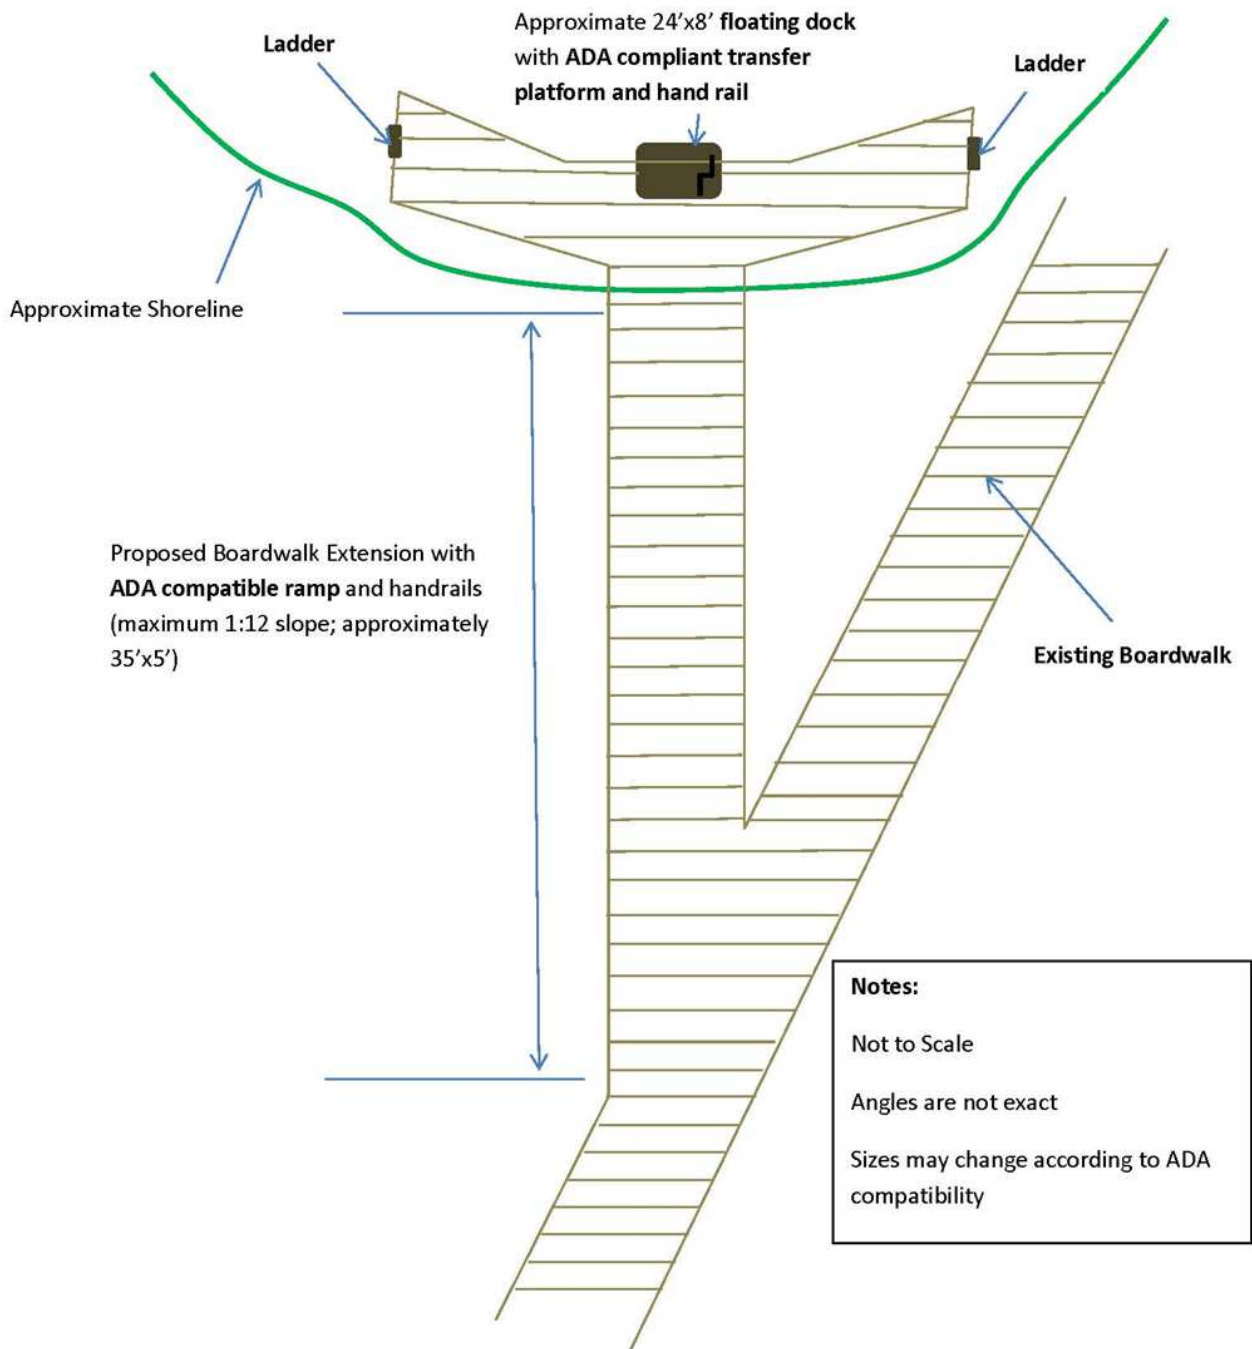 Approximate 24’x8’ floating dock
with ADA compliant transfer
platform and hand rail
Ladder
Ladder
Approximate Shoreline
Proposed Boardwalk Extension with
ADA compatible ramp and handrails
(maximum 1:12 slope; approximately
35’x5’)
Existing Boardwalk
Notes:
Not to Scale
Angles are not exact
Sizes may change according to ADA
compatibility